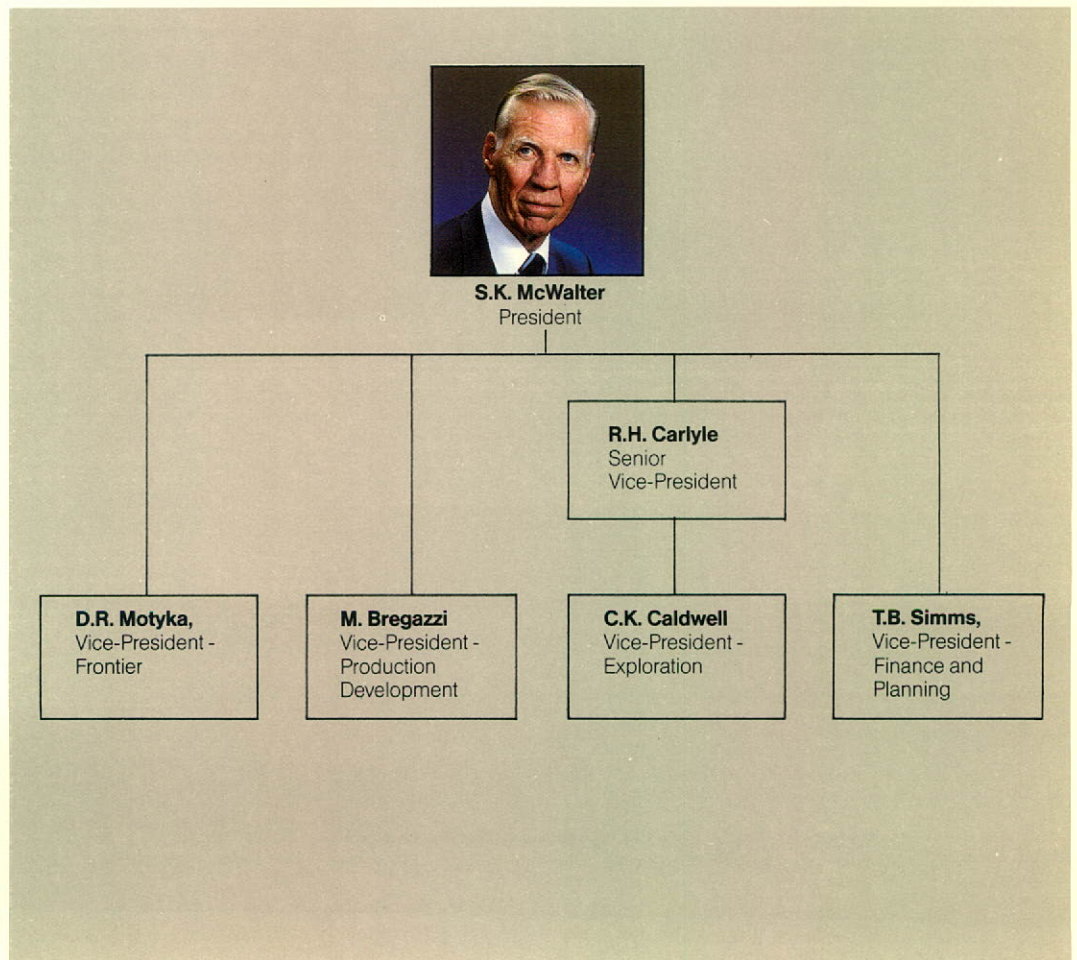 S.K. McWalter
President
R.H. Carlyle
Senior
Vice-President
D.R. Motyka,
Vice-President -
Frontier
M. Bregazzi
Vice-President -
Production
Development
C.K. Caldwell
Vice-President -
Exploration
T.B. Simms,
Vice-President -
Finance and
Planning